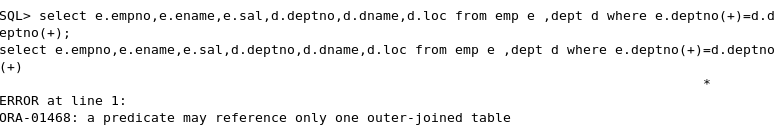 SQL> select e.empno,e.ename,e.sal,d.deptno,d.dname,d.loc from emp e ,dept d where e.deptno(+)=d.d
eptno(+);
select e.empno,e.ename,e.sal,d.deptno,d.dname,d.loc from emp e ,dept d where e.deptno(+)=d.deptno
(+)
*
ERROR at line 1:
ORA-01468: a predicate may reference only one outer-joined table